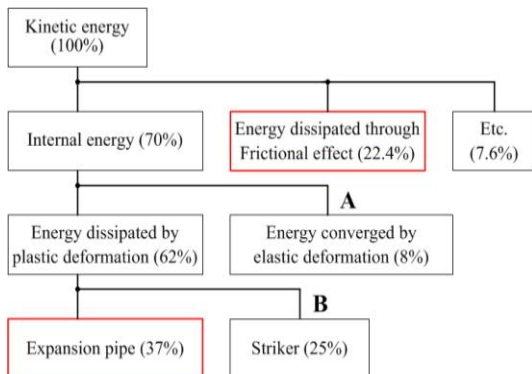 Kinetic energy
(100%)
Internal energy (70%)
Energy dissipated through
Frictional effect (22.4%)
Etc.
(7.6%)
A
Energy dissipated by
plastic deformation (62%)
Energy converged by
elastic deformation (8%)
B
Expansion pipe (37%)
Striker (25%)